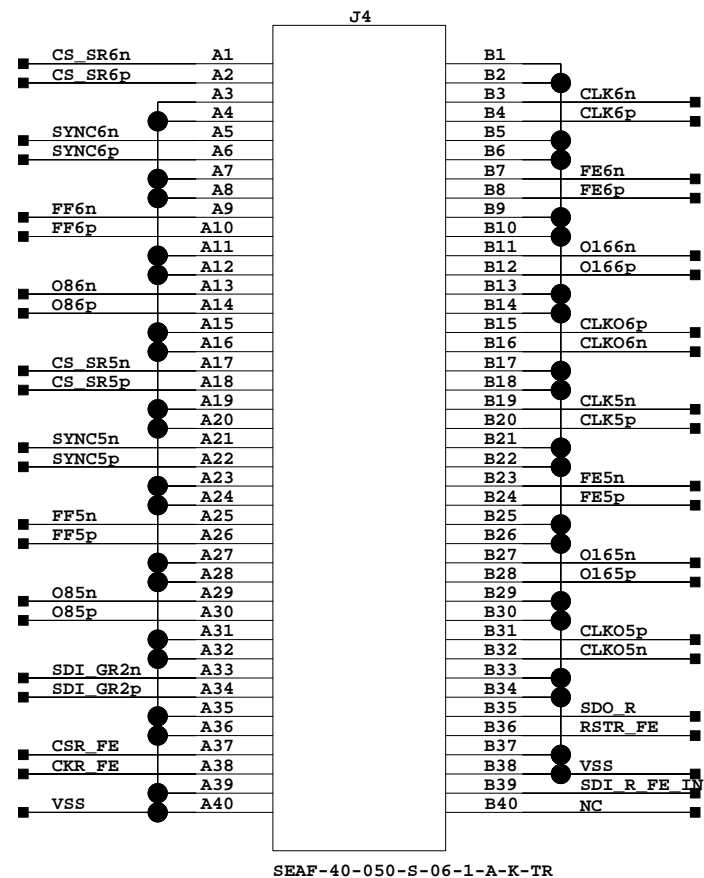 J4
CS_SR6n A1 B1
CS_SR6p A2 B2
A3 B3 CLK6n
A4 B4 CLK6p
SYNC6n A5 B5
SYNC6p A6 B6
A7 B7 FE6n
A8 B8 FE6p
FF6n A9 B9
FF6p A10 B10
A11 B11 O166n
A12 B12 O166p
O86n A13 B13
O86p A14 B14
A15 B15 CLKO6p
A16 B16 CLKO6n
CS_SR5n A17 B17
CS_SR5p A18 B18
A19 B19 CLK5n
A20 B20 CLK5p
SYNC5n A21 B21
SYNC5p A22 B22
A23 B23 FE5n
A24 B24 FE5p
FF5n A25 B25
FF5p A26 B26
A27 B27 O165n
A28 B28 O165p
O85n A29 B29
O85p A30 B30
A31 B31 CLKO5p
A32 B32 CLKO5n
SDI_GR2n A33 B33
SDI_GR2p A34 B34
A35 B35 SDO_R
A36 B36 RSTR_FE
CSR_FE A37 B37
CKR_FE A38 B38 VSS
A39 B39 SDI_R_FE_IN
VSS A40 B40 NC
SEAF-40-050-S-06-1-A-K-TR